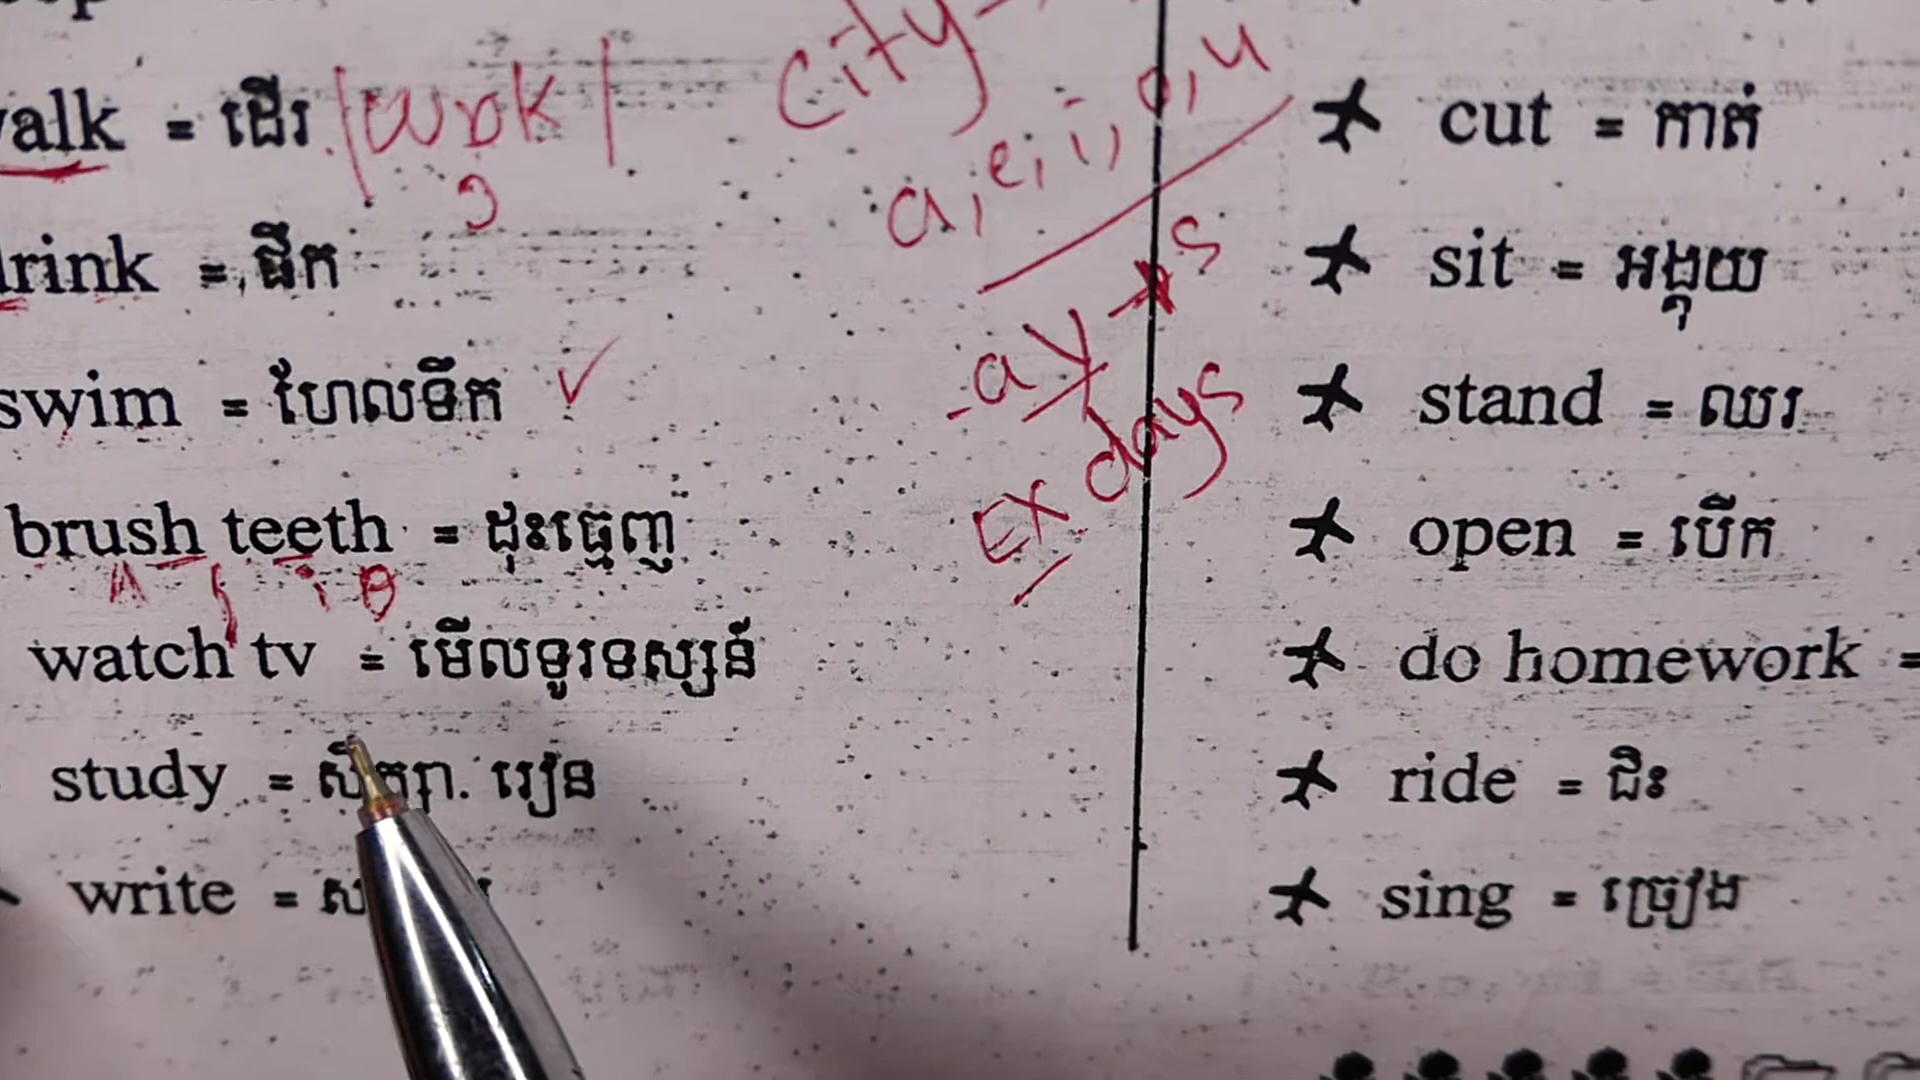 walk = ដើរ /wɒk/
ɔ
drink = ផឹក
swim = ហែលទឹក ✓
brush teeth = ដុះធ្មេញ
ʌ ʃ i θ
watch tv = មើលទូរទស្សន៍
study = សិក្សា. រៀន
write = ស
city
a, e, i, o, u
-ay → s
Ex days
cut = កាត់
sit = អង្គុយ
stand = ឈរ
open = បើក
do homework =
ride = ជិះ
sing = ច្រៀង